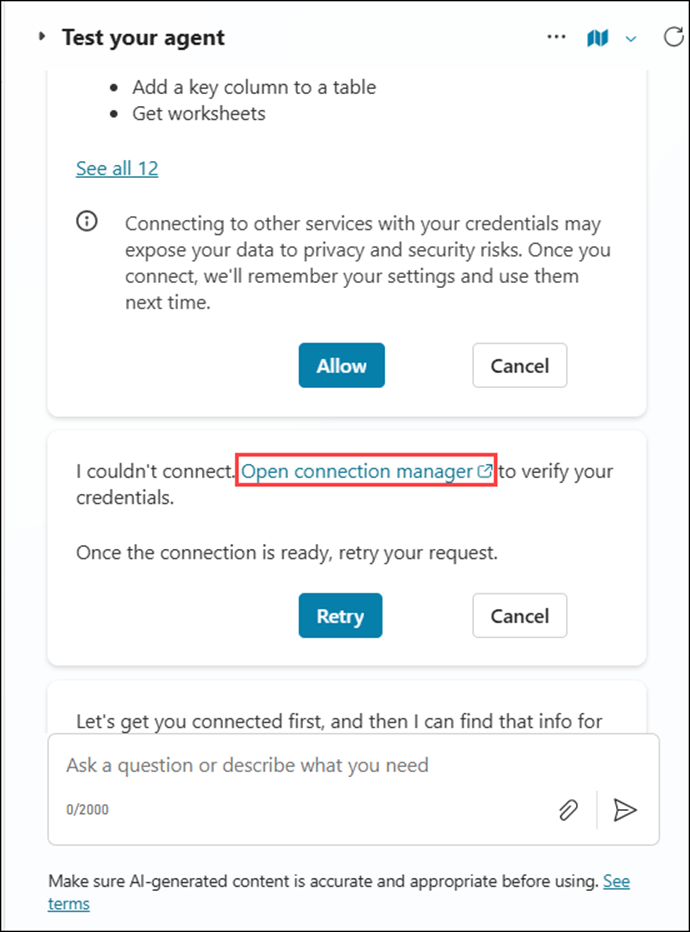 Test your agent
Add a key column to a table
Get worksheets
See all 12
Connecting to other services with your credentials may
expose your data to privacy and security risks. Once you
connect, we'll remember your settings and use them
next time.
Allow
Cancel
I couldn't connect. Open connection manager to verify your
credentials.
Once the connection is ready, retry your request.
Retry
Cancel
Let's get you connected first, and then I can find that info for
Ask a question or describe what you need
0/2000
Make sure AI-generated content is accurate and appropriate before using. See
terms